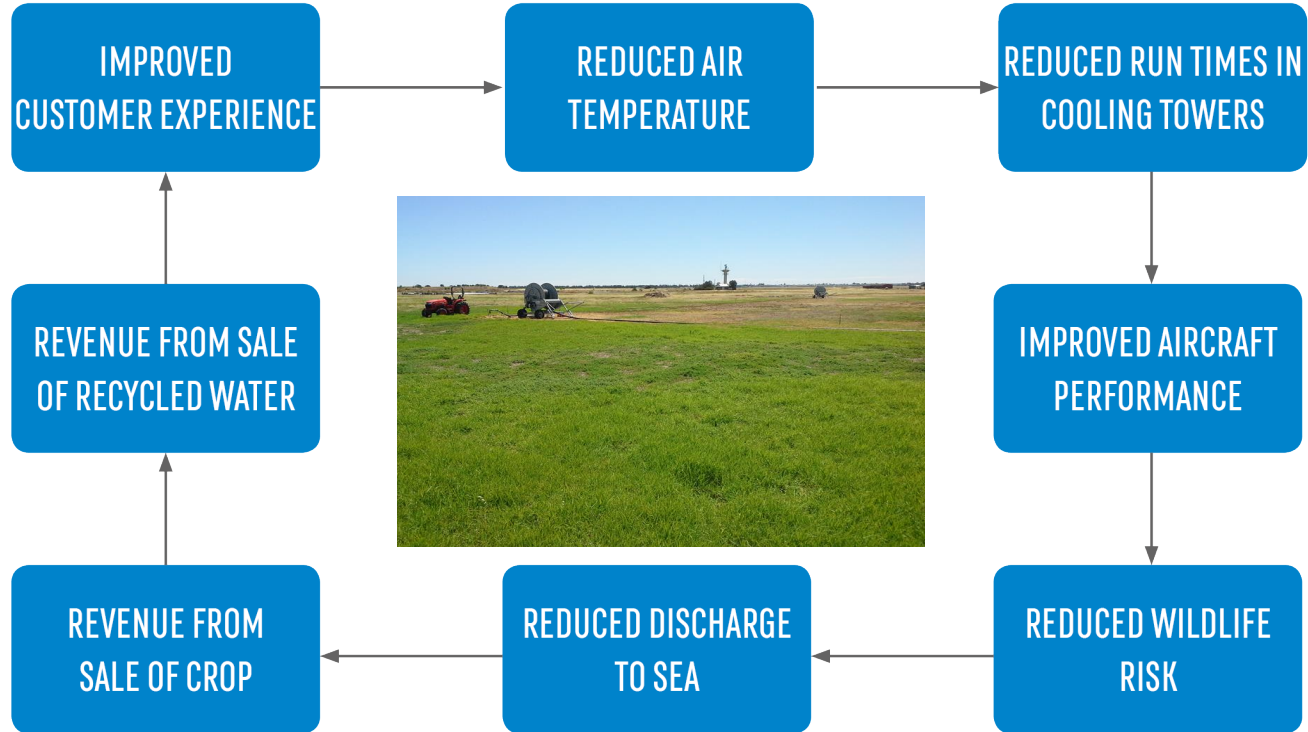 IMPROVED
CUSTOMER EXPERIENCE
REDUCED AIR
TEMPERATURE
REDUCED RUN TIMES IN
COOLING TOWERS
IMPROVED AIRCRAFT
PERFORMANCE
REDUCED WILDLIFE
RISK
REDUCED DISCHARGE
TO SEA
REVENUE FROM
SALE OF CROP
REVENUE FROM SALE
OF RECYCLED WATER